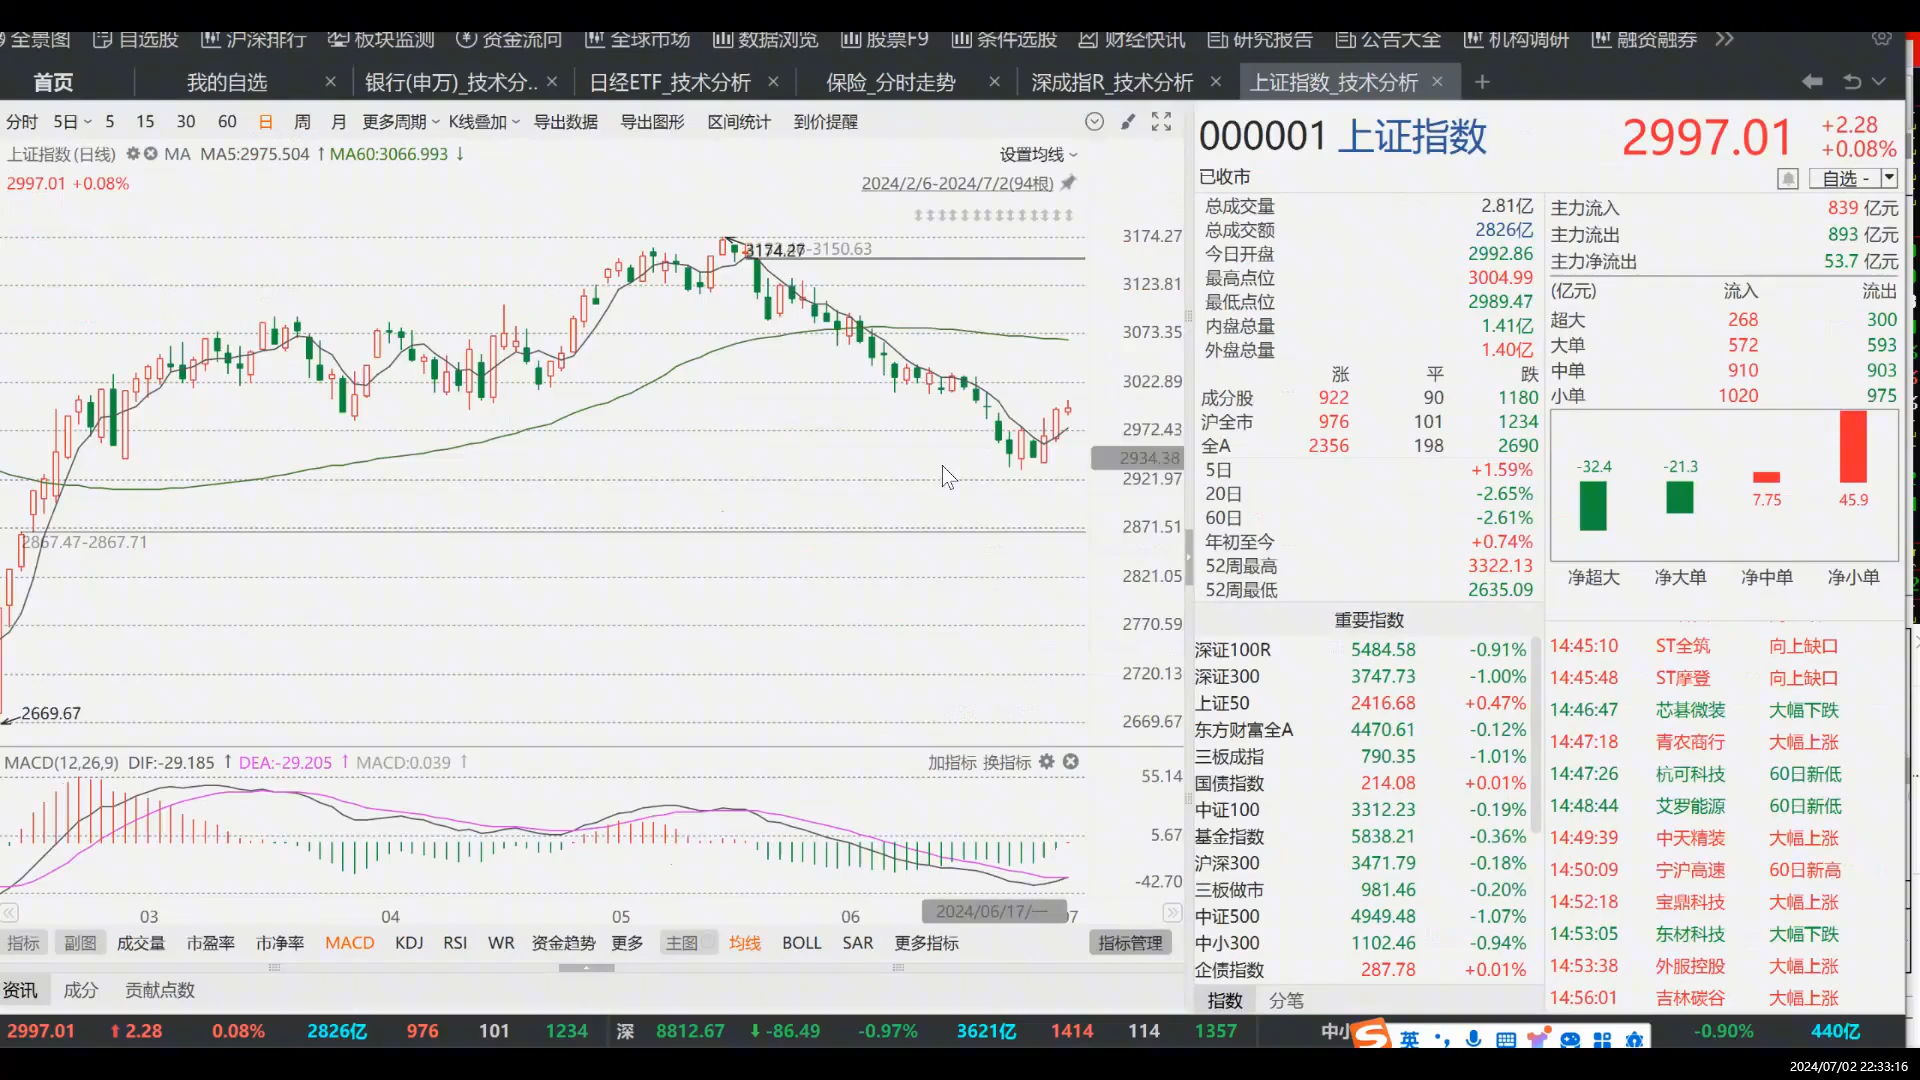 全景图 自选股 沪深排行 板块监测 资金流向 全球市场 数据浏览 股票F9 条件选股 财经快讯 研究报告 公告大全 机构调研 融资融券
首页 我的自选 × 银行(申万)_技术分.. × 日经ETF_技术分析 × 保险_分时走势 × 深成指R_技术分析 × 上证指数_技术分析 × +
分时 5日 5 15 30 60 日 周 月 更多周期 K线叠加 导出数据 导出图形 区间统计 到价提醒
上证指数(日线) MA MA5:2975.504 ↑ MA60:3066.993 ↓ 设置均线
2997.01 +0.08% 2024/2/6-2024/7/2(94根)
3174.27
3174.27 -3150.63
3123.81
3073.35
3022.89
2972.43
2934.38
2921.97
2871.51
2867.47-2867.71
2821.05
2770.59
2720.13
2669.67
2669.67
MACD(12,26,9) DIF:-29.185 ↑ DEA:-29.205 ↑ MACD:0.039 ↑ 加指标 换指标
55.14
5.67
-42.70
03 04 05 06 2024/06/17/一 07
指标 副图 成交量 市盈率 市净率 MACD KDJ RSI WR 资金趋势 更多 主图 均线 BOLL SAR 更多指标 指标管理
资讯 成分 贡献点数
000001 上证指数 2997.01 +2.28 +0.08%
已收市 自选 -
总成交量 2.81亿
总成交额 2826亿
今日开盘 2992.86
最高点位 3004.99
最低点位 2989.47
内盘总量 1.41亿
外盘总量 1.40亿
涨 平 跌
成分股 922 90 1180
沪全市 976 101 1234
全A 2356 198 2690
5日 +1.59%
20日 -2.65%
60日 -2.61%
年初至今 +0.74%
52周最高 3322.13
52周最低 2635.09
重要指数
深证100R 5484.58 -0.91%
深证300 3747.73 -1.00%
上证50 2416.68 +0.47%
东方财富全A 4470.61 -0.12%
三板成指 790.35 -1.01%
国债指数 214.08 +0.01%
中证100 3312.23 -0.19%
基金指数 5838.21 -0.36%
沪深300 3471.79 -0.18%
三板做市 981.46 -0.20%
中证500 4949.48 -1.07%
中小300 1102.46 -0.94%
企债指数 287.78 +0.01%
指数 分笔
主力流入 839 亿元
主力流出 893 亿元
主力净流出 53.7 亿元
(亿元) 流入 流出
超大 268 300
大单 572 593
中单 910 903
小单 1020 975
-32.4 -21.3 7.75 45.9
净超大 净大单 净中单 净小单
14:45:10 ST全筑 向上缺口
14:45:48 ST摩登 向上缺口
14:46:47 芯碁微装 大幅下跌
14:47:18 青农商行 大幅上涨
14:47:26 杭可科技 60日新低
14:48:44 艾罗能源 60日新低
14:49:39 中天精装 大幅上涨
14:50:09 宁沪高速 60日新高
14:52:18 宝鼎科技 大幅上涨
14:53:05 东材科技 大幅下跌
14:53:38 外服控股 大幅上涨
14:56:01 吉林碳谷 大幅上涨
2997.01 2.28 0.08% 2826亿 976 101 1234 深 8812.67 -86.49 -0.97% 3621亿 1414 114 1357 中小 英 -0.90% 440亿
2024/07/02 22:33:16